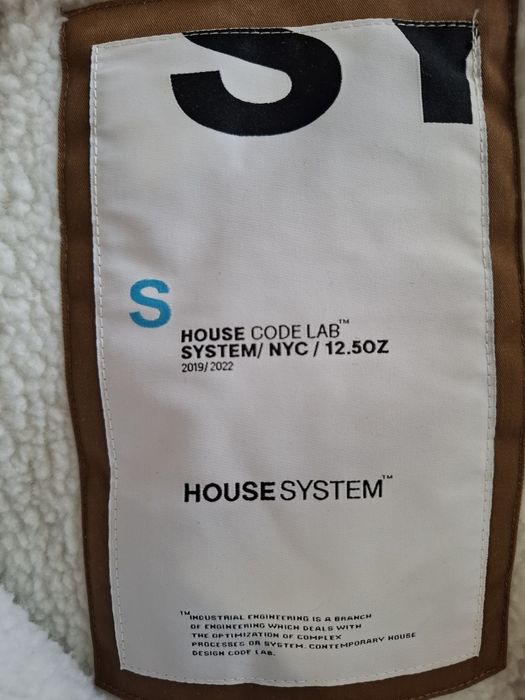 SY
S
HOUSE CODE LAB™
SYSTEM/ NYC / 12.5OZ
2019/2022
HOUSE SYSTEM™
™INDUSTRIAL ENGINEERING IS A BRANCH
OF ENGINEERING WHICH DEALS WITH
THE OPTIMIZATION OF COMPLEX
PROCESSES OR SYSTEM. CONTEMPORARY HOUSE
DESIGN CODE LAB.